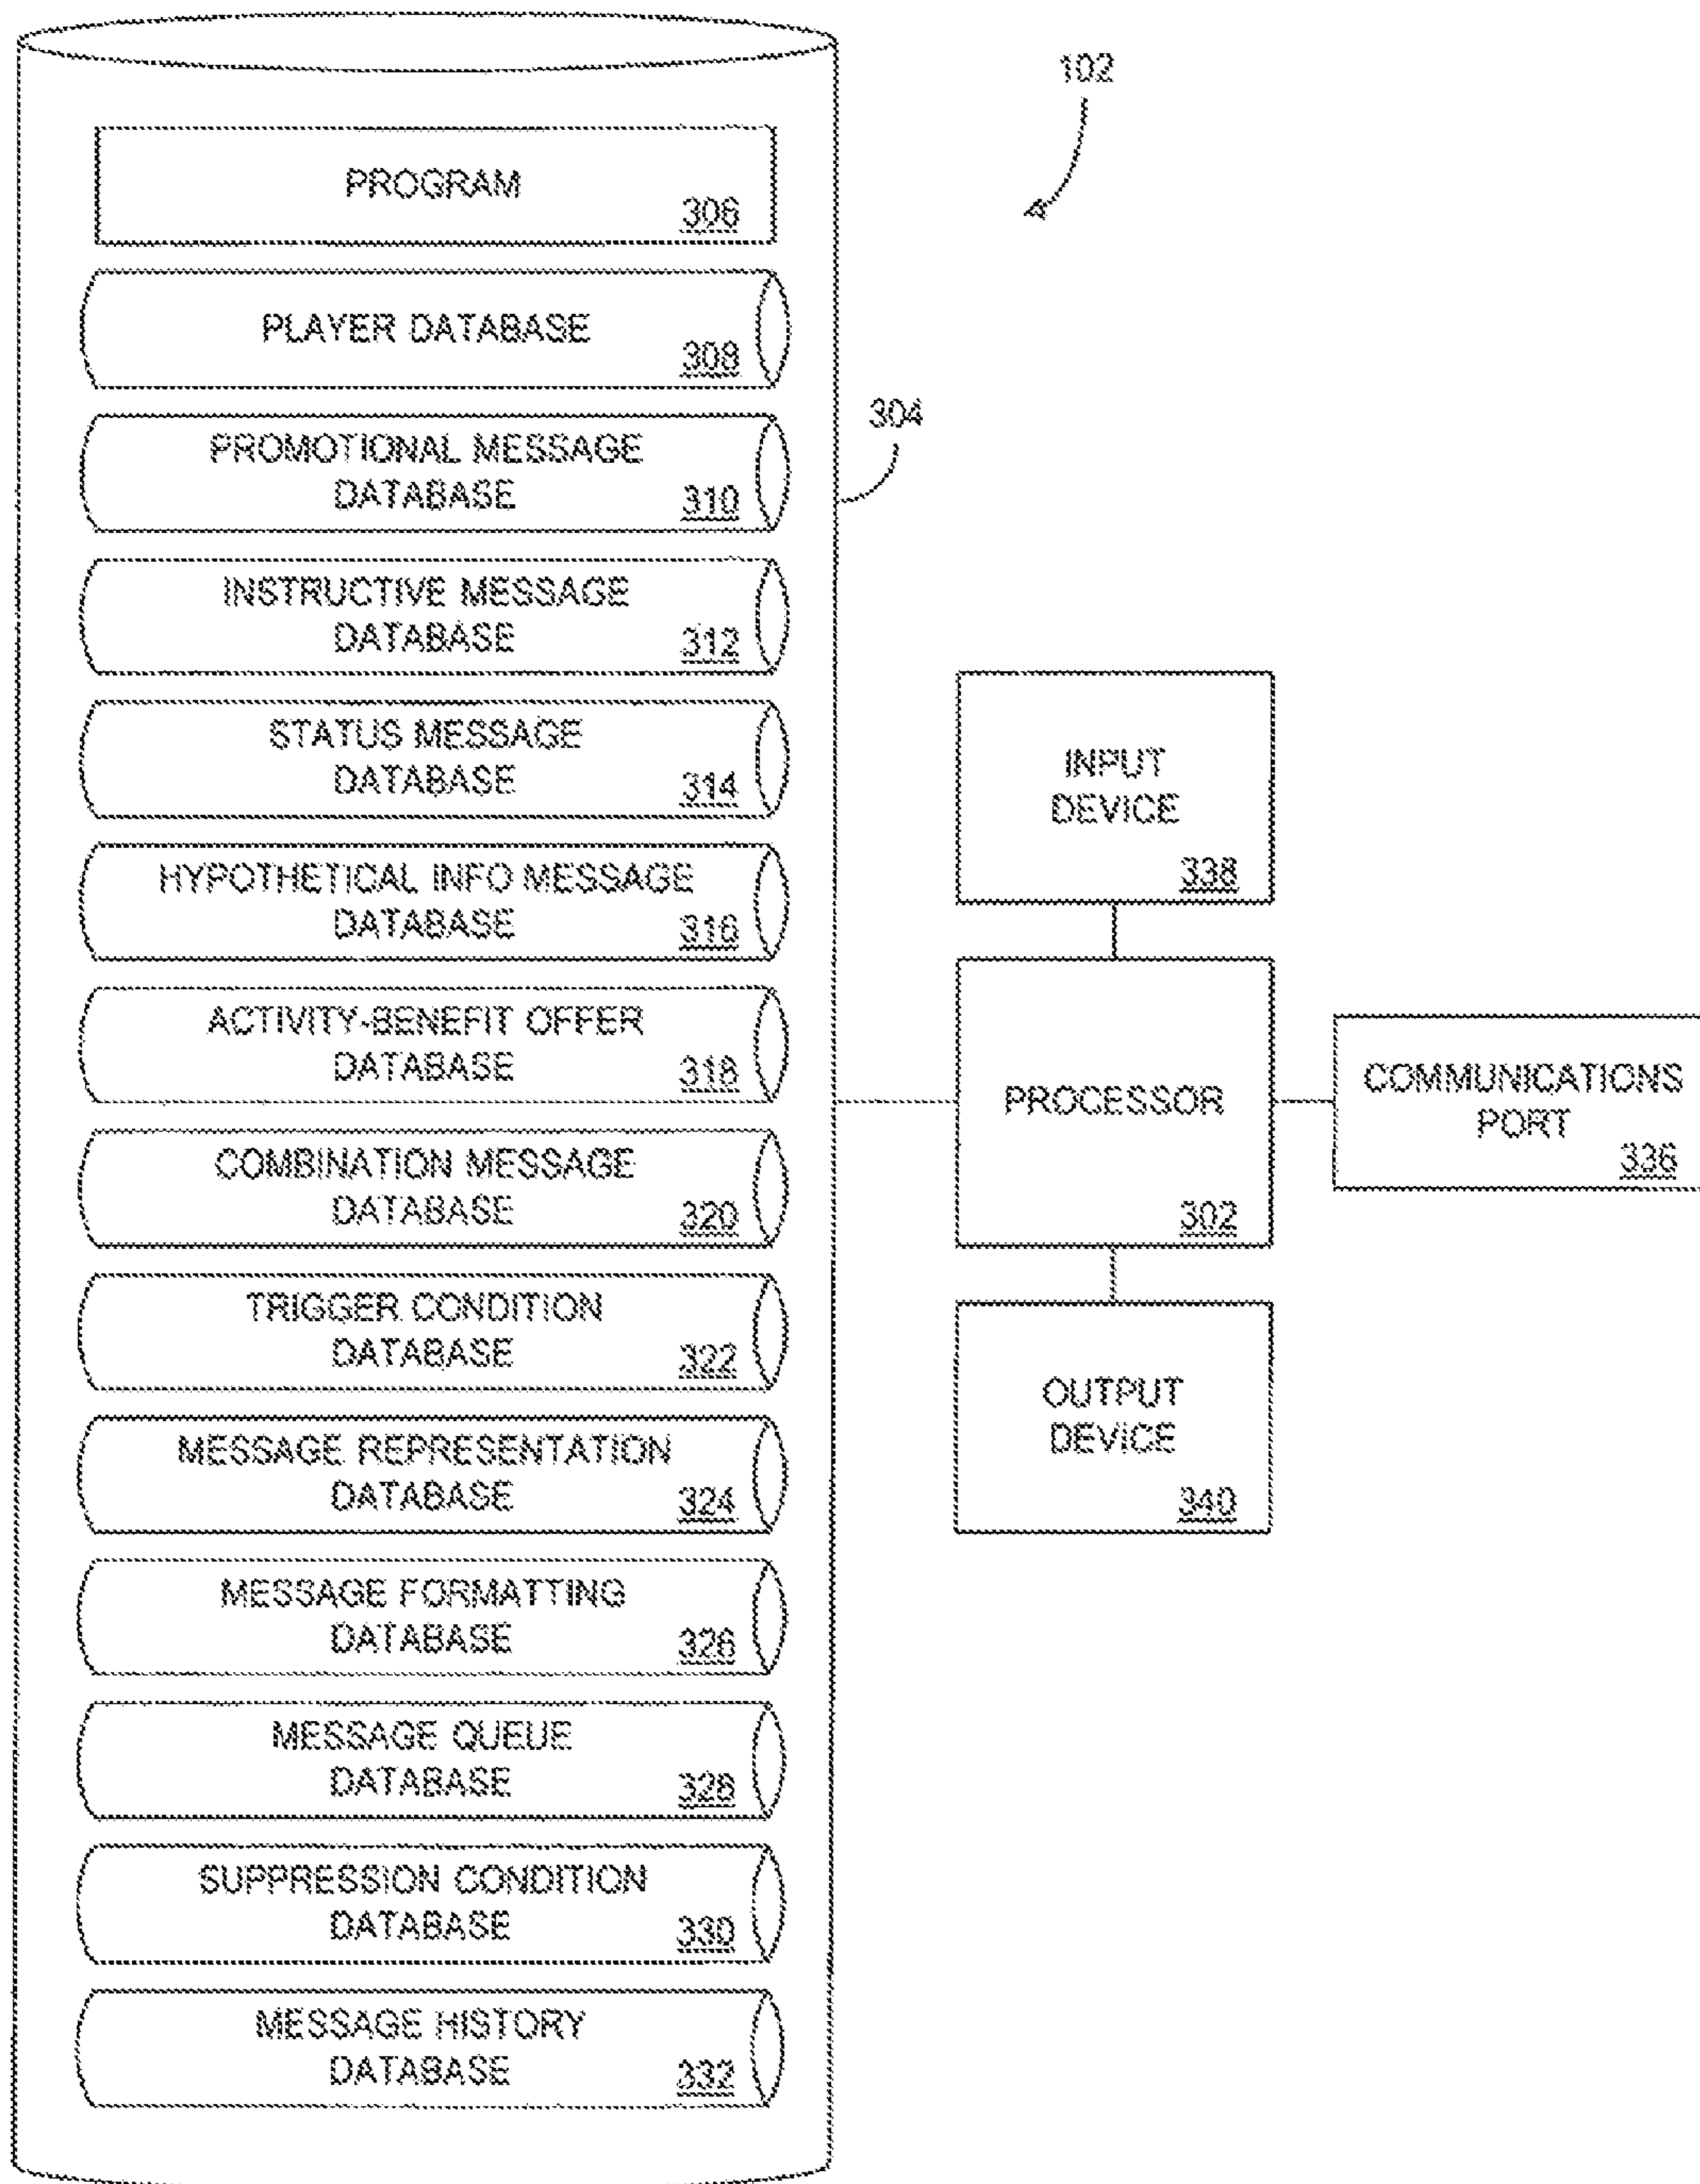 102
PROGRAM
306
PLAYER DATABASE
308
304
PROMOTIONAL MESSAGE
DATABASE
310
INSTRUCTIVE MESSAGE
DATABASE
312
STATUS MESSAGE
DATABASE
314
HYPOTHETICAL INFO MESSAGE
DATABASE
316
ACTIVITY-BENEFIT OFFER
DATABASE
318
COMBINATION MESSAGE
DATABASE
320
TRIGGER CONDITION
DATABASE
322
MESSAGE REPRESENTATION
DATABASE
324
MESSAGE FORMATTING
DATABASE
326
MESSAGE QUEUE
DATABASE
328
SUPPRESSION CONDITION
DATABASE
330
MESSAGE HISTORY
DATABASE
332
INPUT
DEVICE
338
PROCESSOR
302
COMMUNICATIONS
PORT
336
OUTPUT
DEVICE
340